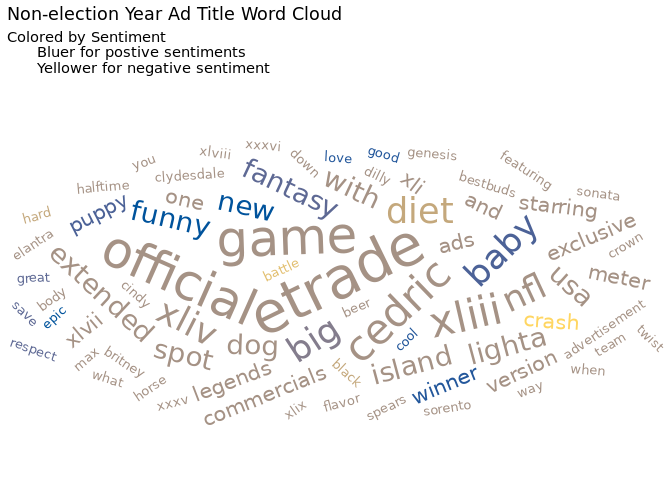 Non-election Year Ad Title Word Cloud
Colored by Sentiment
Bluer for postive sentiments
Yellower for negative sentiment
xxxvi
xlviii
down
love
good
genesis
featuring
you
clydesdale
halftime
fantasy
with
dilly
xli
bestbuds
sonata
hard
puppy
funny
one
new
game
diet
and
starring
elantra
official
etrade
ads
baby
exclusive
crown
great
extended
battle
cedric
nfl
usa
meter
body
cindy
save
epic
xlvii
xliv
big
beer
cool
xliii
crash
respect
max
britney
spot
dog
black
island
lighta
advertisement
team
twist
what
horse
legends
commercials
winner
version
when
xxxv
xlix
flavor
spears
sorento
way